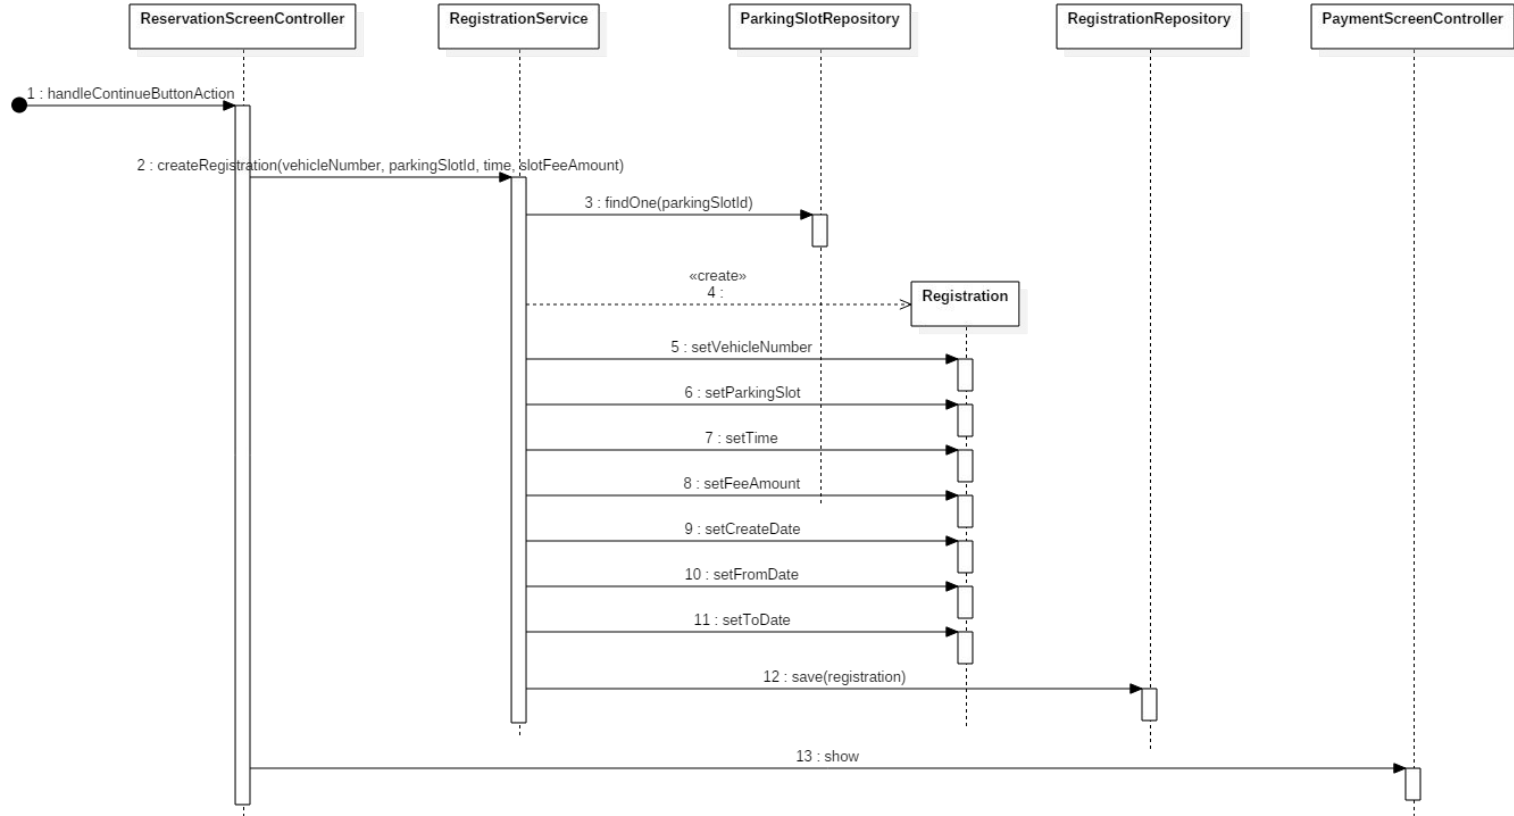 ReservationScreenController
RegistrationService
ParkingSlotRepository
RegistrationRepository
PaymentScreenController
1 : handleContinueButtonAction
2 : createRegistration(vehicleNumber, parkingSlotId, time, slotFeeAmount)
3 : findOne(parkingSlotId)
«create»
4 :
Registration
5 : setVehicleNumber
6 : setParkingSlot
7 : setTime
8 : setFeeAmount
9 : setCreateDate
10 : setFromDate
11 : setToDate
12 : save(registration)
13 : show